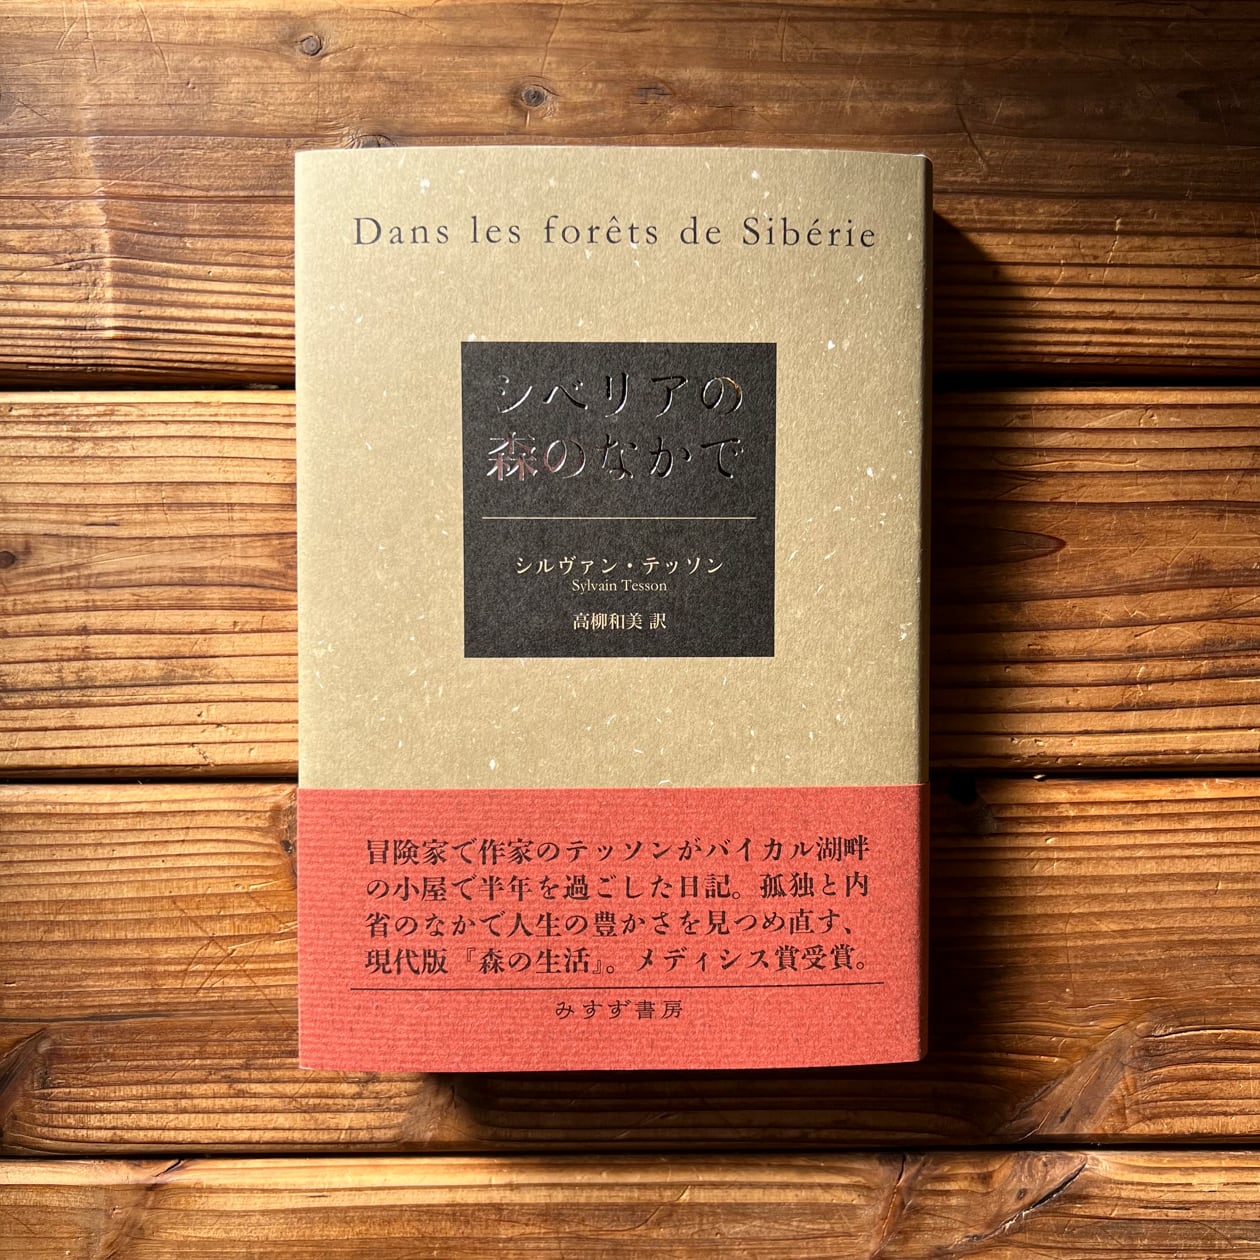 Dans les forêts de Sibérie
シベリアの
森のなかで
シルヴァン・テッソン
Sylvain Tesson
高柳和美 訳
冒険家で作家のテッソンがバイカル湖畔
の小屋で半年を過ごした日記。孤独と内
省のなかで人生の豊かさを見つめ直す、
現代版『森の生活』。メディシス賞受賞。
みすず書房